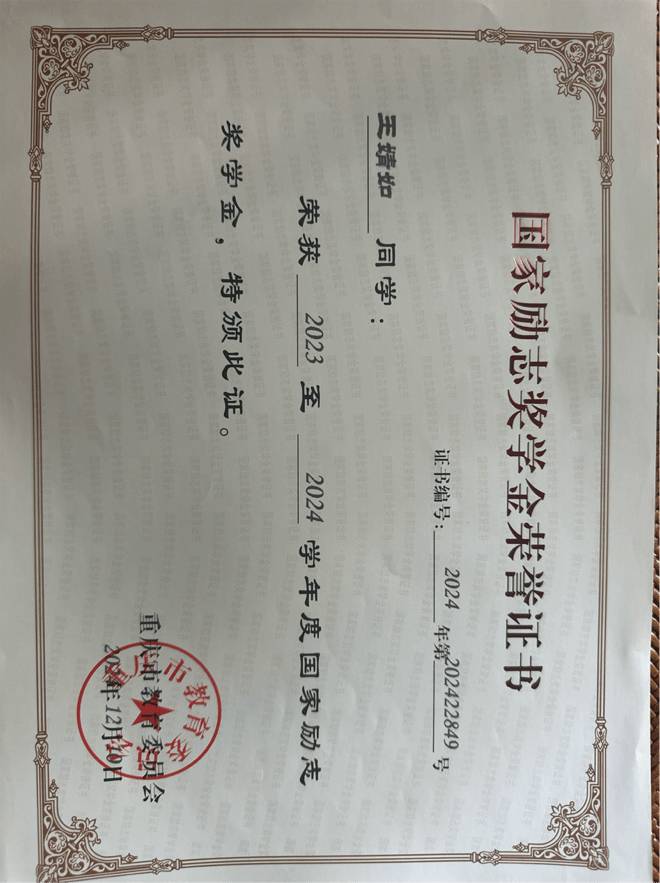 国家励志奖学金荣誉证书
证书编号：2024 年第202422849号
王婧如 同学：
荣获 2023 至 2024 学年度国家励志
奖学金，特颁此证。
重庆市教育委员会
2024年12月10日